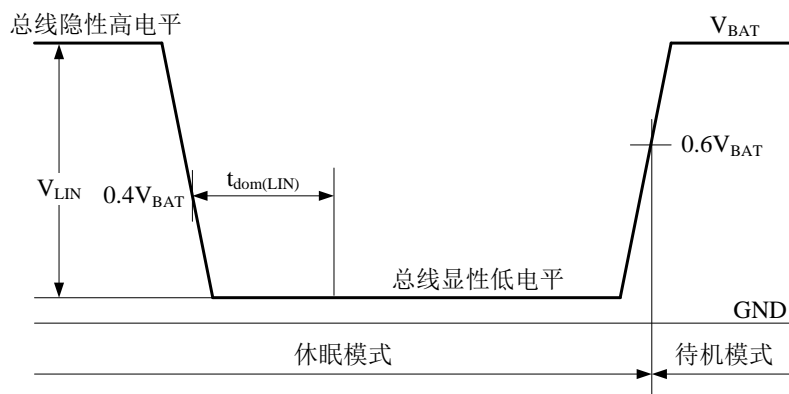 总线隐性高电平
V_BAT
V_LIN
0.4V_BAT
t_dom(LIN)
0.6V_BAT
总线显性低电平
GND
休眠模式
待机模式